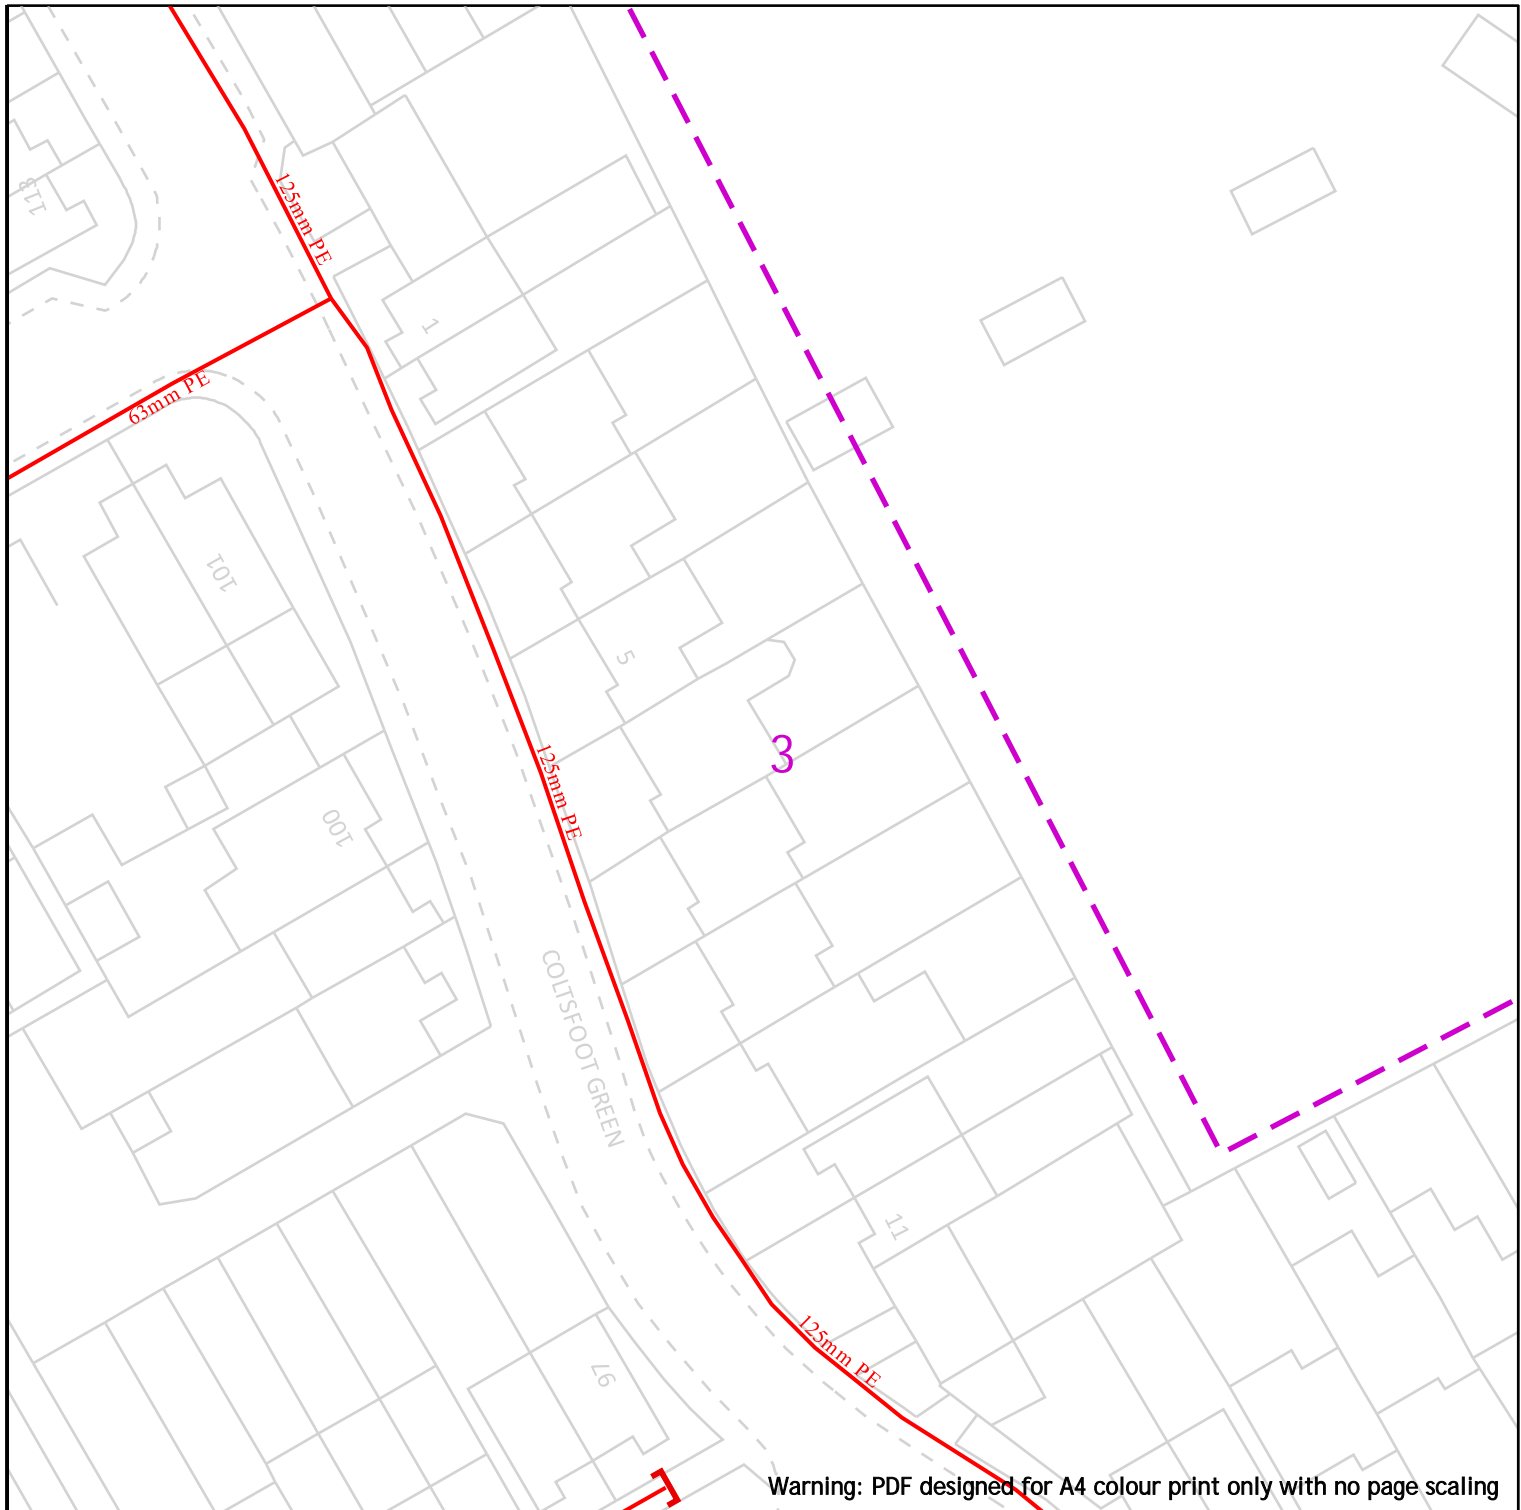 113
125mm PE
1
63mm PE
101
5
3
125mm PE
100
COLTSFOOT GREEN
11
125mm PE
97
Warning: PDF designed for A4 colour print only with no page scaling